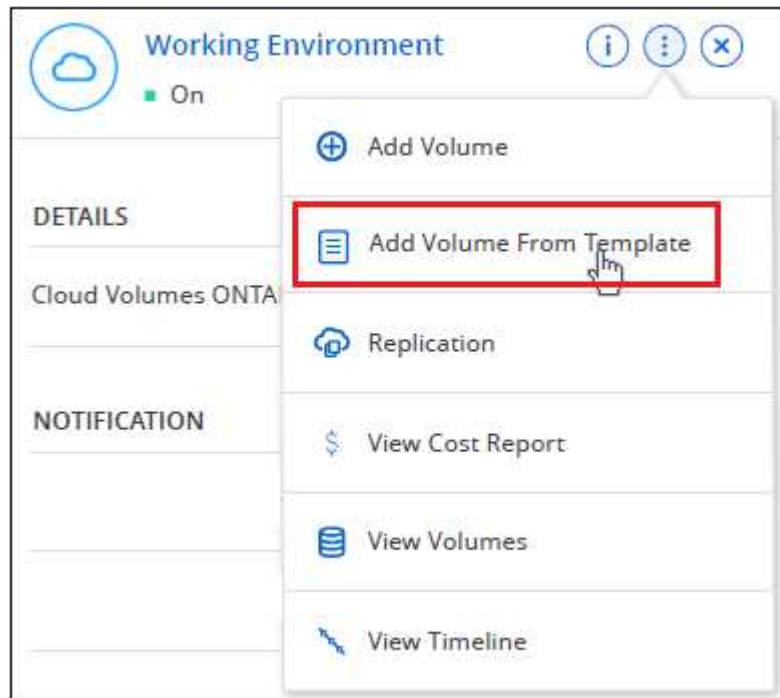 Working Environment
On
Add Volume
DETAILS
Add Volume From Template
Cloud Volumes ONTA
Replication
NOTIFICATION
$ View Cost Report
View Volumes
View Timeline